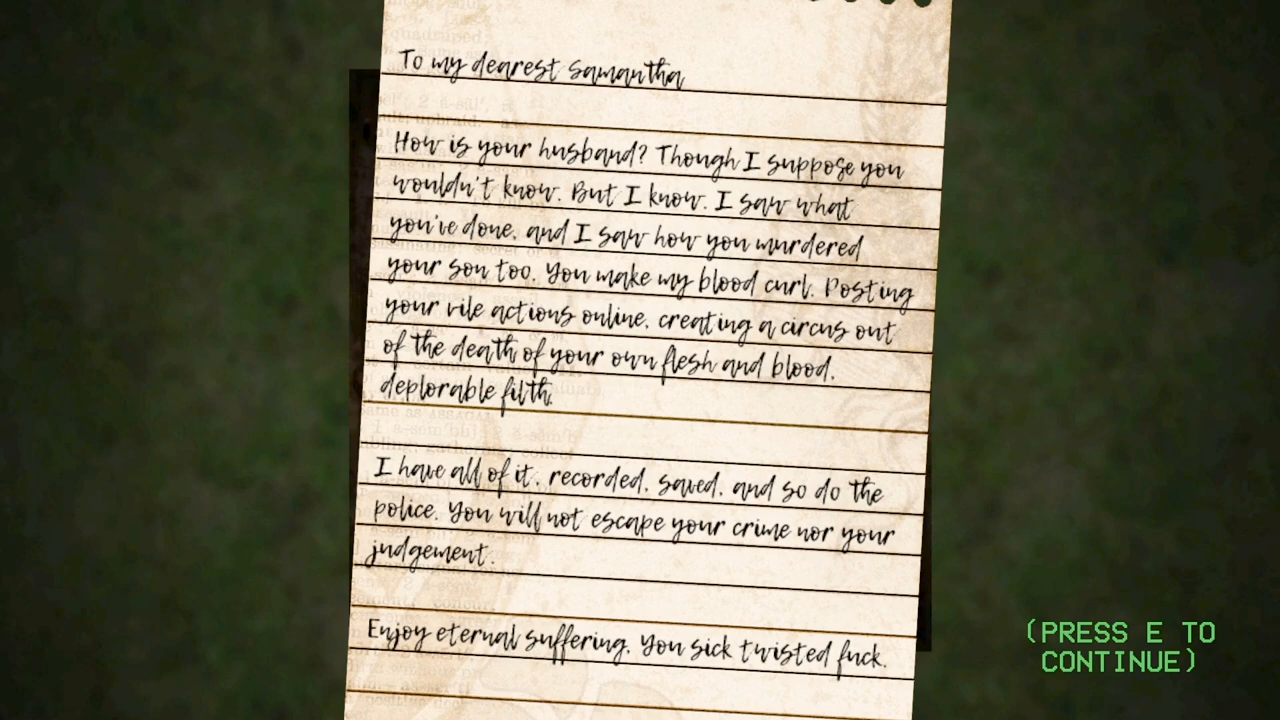 To my dearest Samantha
How is your husband? Though I suppose you
wouldn't know. But I know. I saw what
you've done, and I saw how you murdered
your son too. You make my blood curl. Posting
your vile actions online, creating a circus out
of the death of your own flesh and blood,
deplorable filth.
I have all of it, recorded, saved, and so do the
police. You will not escape your crime nor your
judgement.
Enjoy eternal suffering, You sick twisted fuck.
(PRESS E TO
CONTINUE)